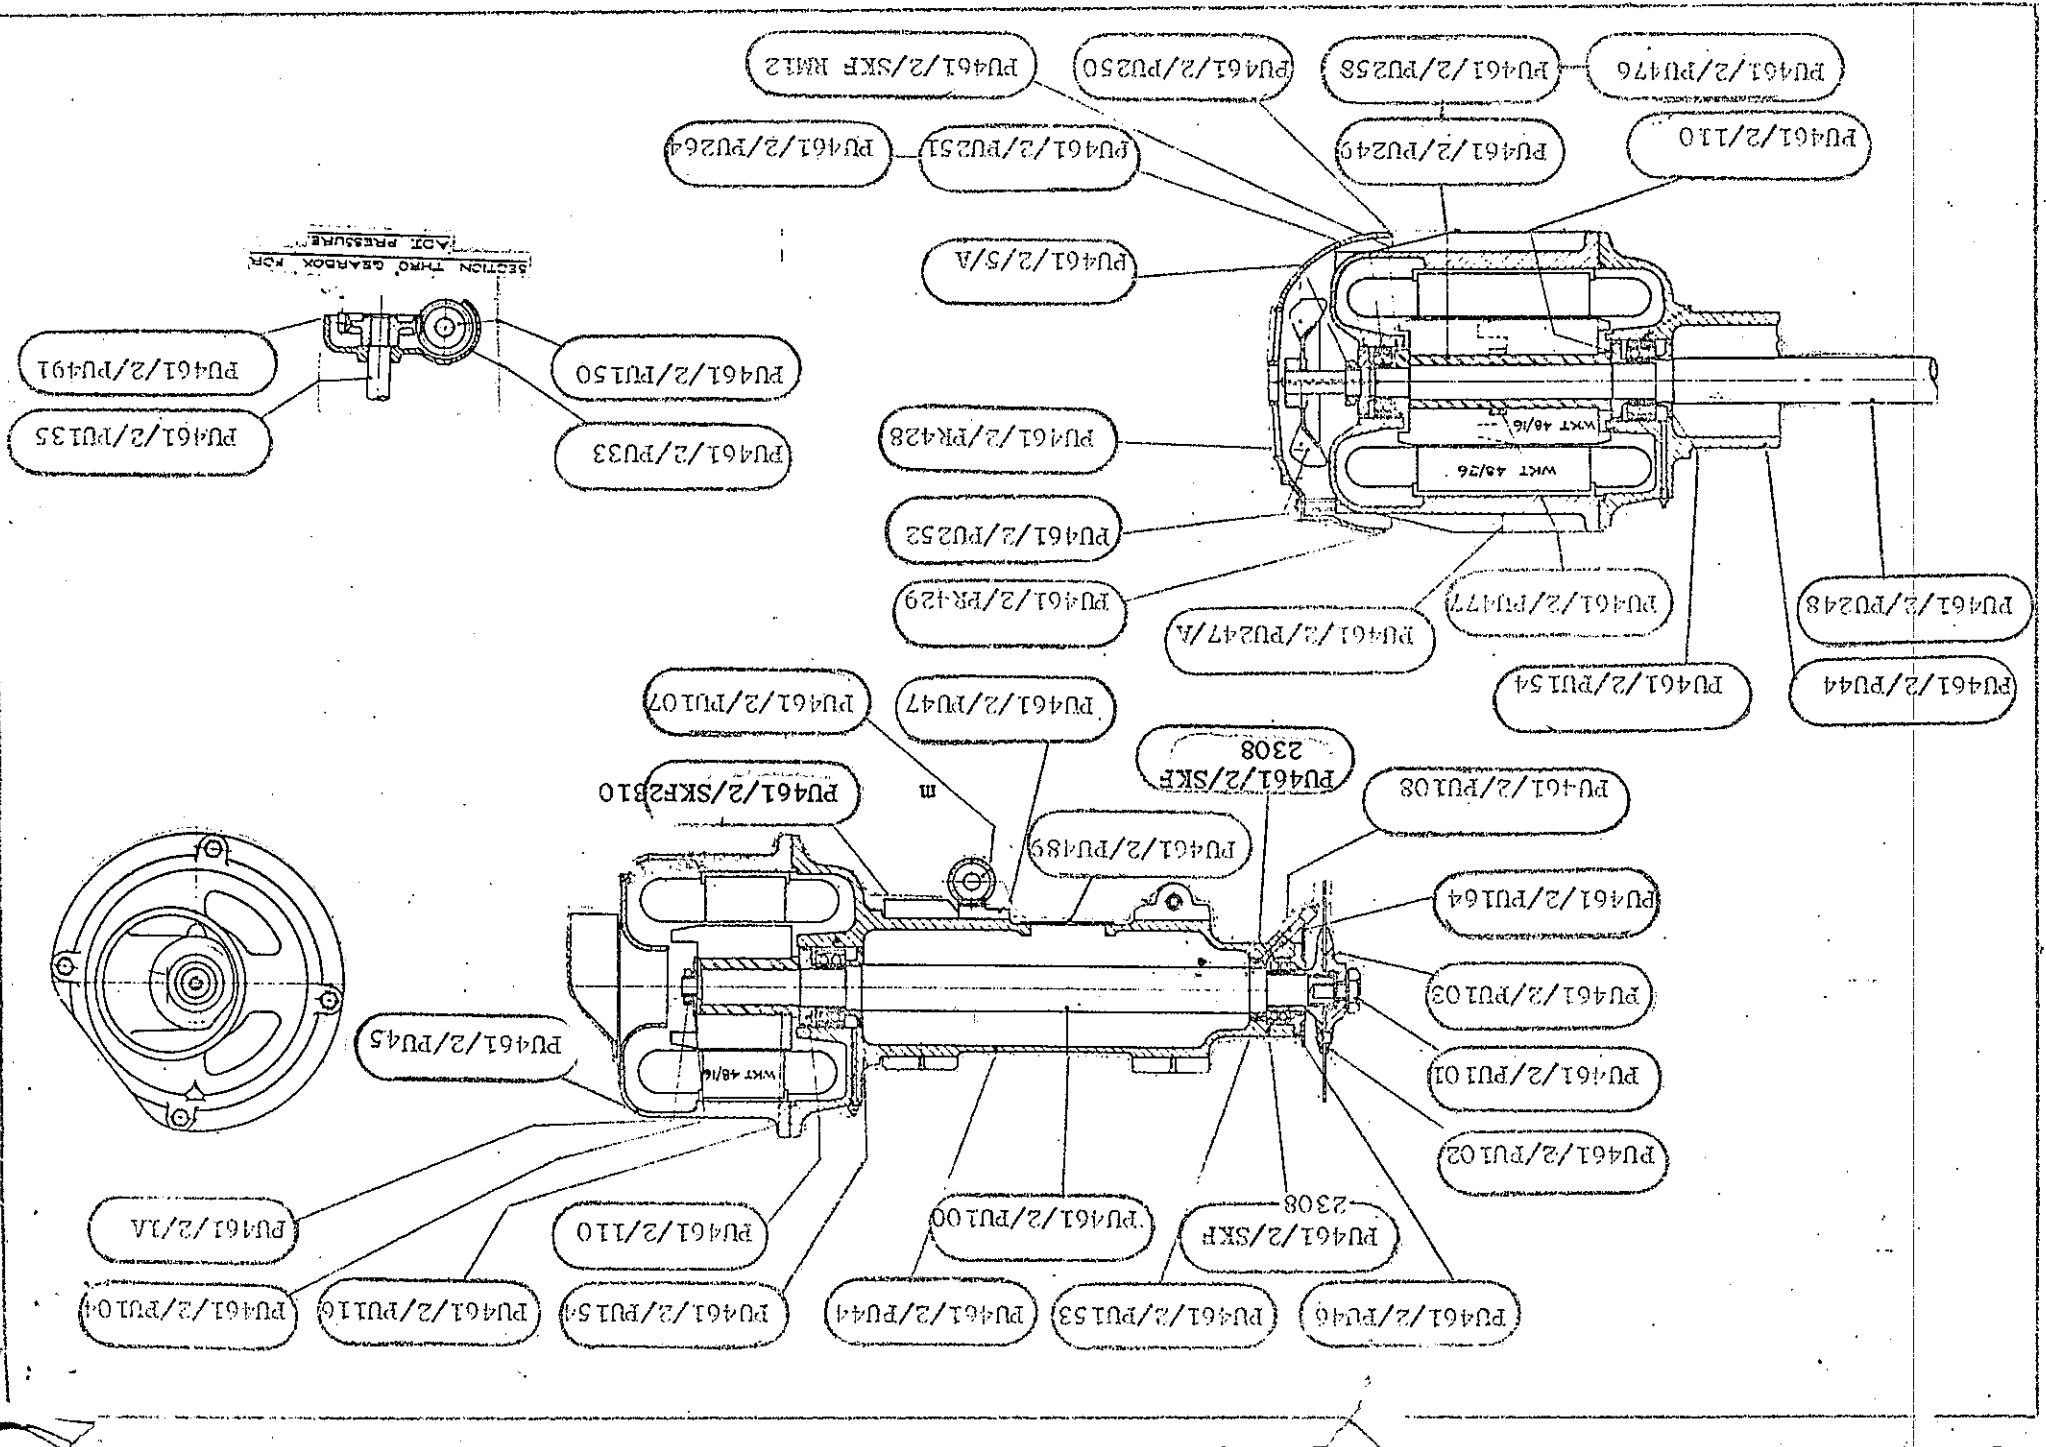 PU461/2/PU46
PU461/2/PU153
PU461/2/PU44
PU461/2/PU154
PU461/2/PU116
PU461/2/PU104
PU461/2/SKF
2308
PU461/2/PU100
PU461/2/110
PU461/2/1A
PU461/2/PU102
PU461/2/PU101
WKT 48/16
PU461/2/PU45
PU461/2/PU103
PU461/2/PU164
PU461/2/PU489
PU461/2/PU108
PU461/2/SKF
2308
m
PU461/2/SKF2310
PU461/2/PU47
PU461/2/PU107
PU461/2/PU44
PU461/2/PU154
PU461/2/PU248
PU461/2/PU477
PU461/2/PU247/A
PU461/2/PR429
PU461/2/PU252
WKT
WKT 48/16
PU461/2/PR428
PU461/2/PU33
PU461/2/PU135
PU461/2/PU150
PU461/2/PU491
PU461/2/5/A
SECTION THRO' GEARBOX FOR
ADJ. PRESSURE
PU461/2/110
PU461/2/PU249
PU461/2/PU251
PU461/2/PU264
PU461/2/PU476
PU461/2/PU258
PU461/2/PU250
PU461/2/SKF RM12